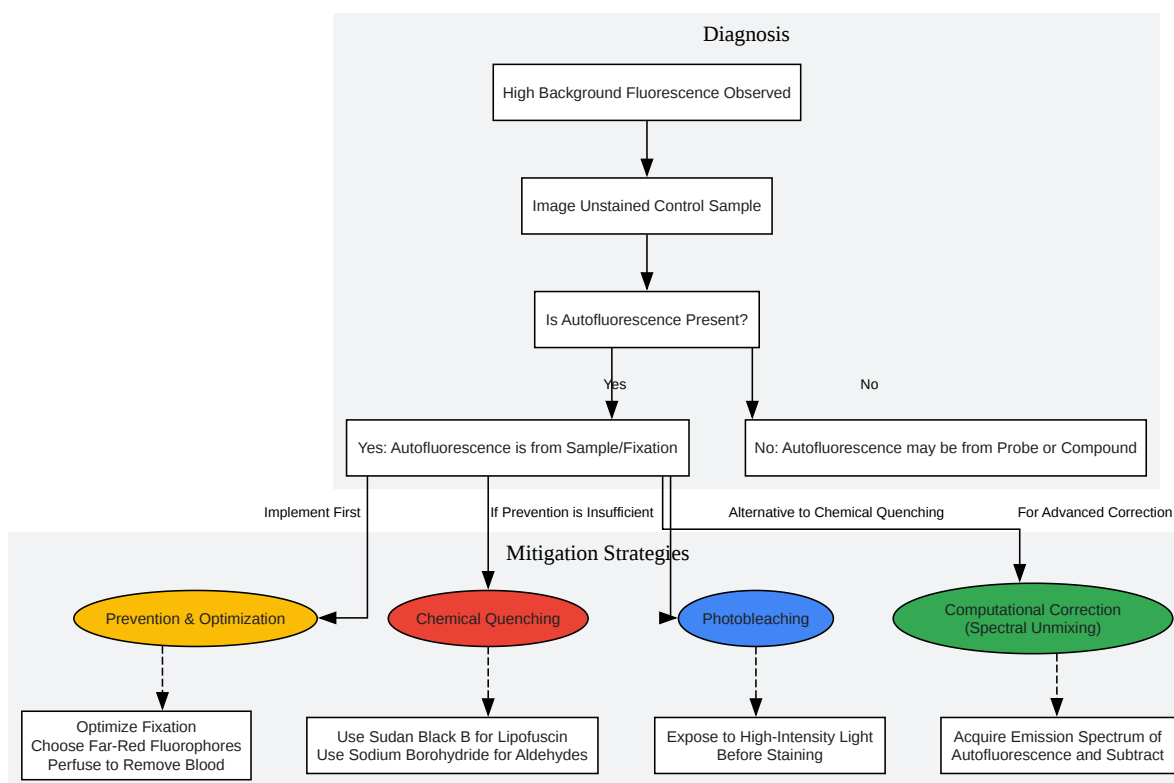 Diagnosis
High Background Fluorescence Observed
Image Unstained Control Sample
Is Autofluorescence Present?
Yes
No
Yes: Autofluorescence is from Sample/Fixation
No: Autofluorescence may be from Probe or Compound
Implement First
If Prevention is Insufficient
Alternative to Chemical Quenching
For Advanced Correction
Mitigation Strategies
Prevention & Optimization
Chemical Quenching
Photobleaching
Computational Correction
(Spectral Unmixing)
Optimize Fixation
Choose Far-Red Fluorophores
Perfuse to Remove Blood
Use Sudan Black B for Lipofuscin
Use Sodium Borohydride for Aldehydes
Expose to High-Intensity Light
Before Staining
Acquire Emission Spectrum of
Autofluorescence and Subtract